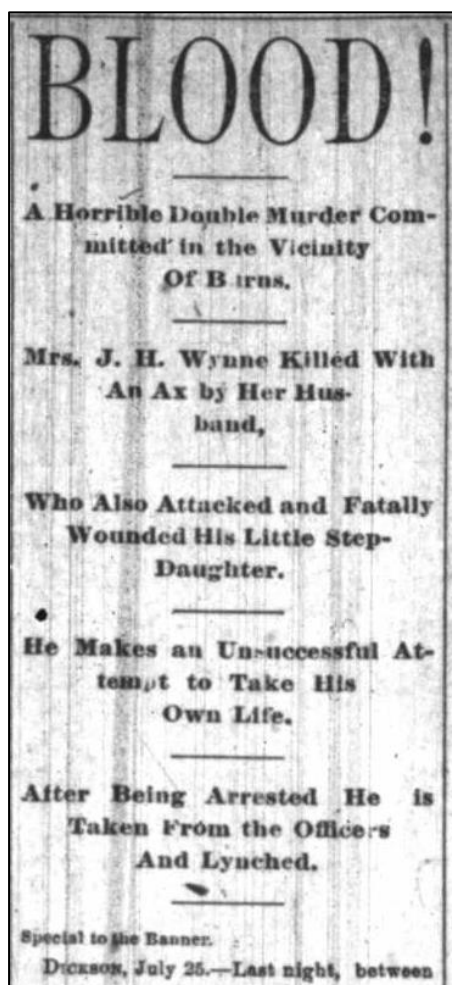 BLOOD!
A Horrible Double Murder Com-
mitted in the Vicinity
Of Burns.
Mrs. J. H. Wynne Killed With
An Ax by Her Hus-
band,
Who Also Attacked and Fatally
Wounded His Little Step-
Daughter.
He Makes an Unsuccessful At-
tempt to Take His
Own Life.
After Being Arrested He is
Taken From the Officers
And Lynched.
Special to the Banner.
DICKSON, July 25.—Last night, between